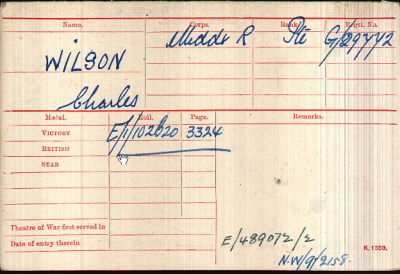 Name. Corps. Rank. Regtl. No.
WILSON Middx R Pte G/29772
Charles
Medal. Roll. Page. Remarks.
VICTORY E/1/102B20 3324
BRITISH
STAR
Theatre of War first served in
Date of entry therein
E/489072/2
N.W/9/2158.
K. 1380.